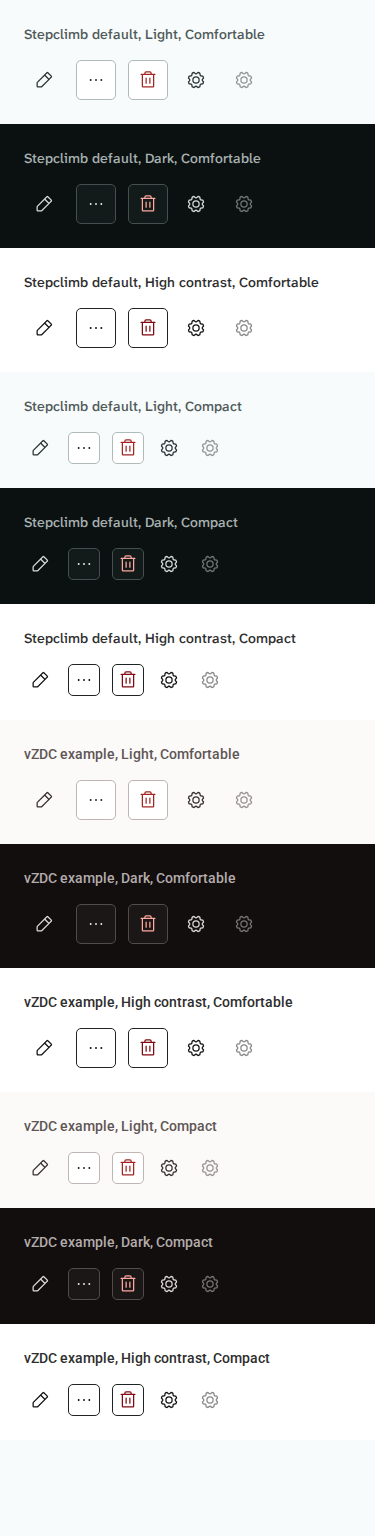 Stepclimb default, Light, Comfortable
Stepclimb default, Dark, Comfortable
Stepclimb default, High contrast, Comfortable
Stepclimb default, Light, Compact
Stepclimb default, Dark, Compact
Stepclimb default, High contrast, Compact
vZDC example, Light, Comfortable
vZDC example, Dark, Comfortable
vZDC example, High contrast, Comfortable
vZDC example, Light, Compact
vZDC example, Dark, Compact
vZDC example, High contrast, Compact